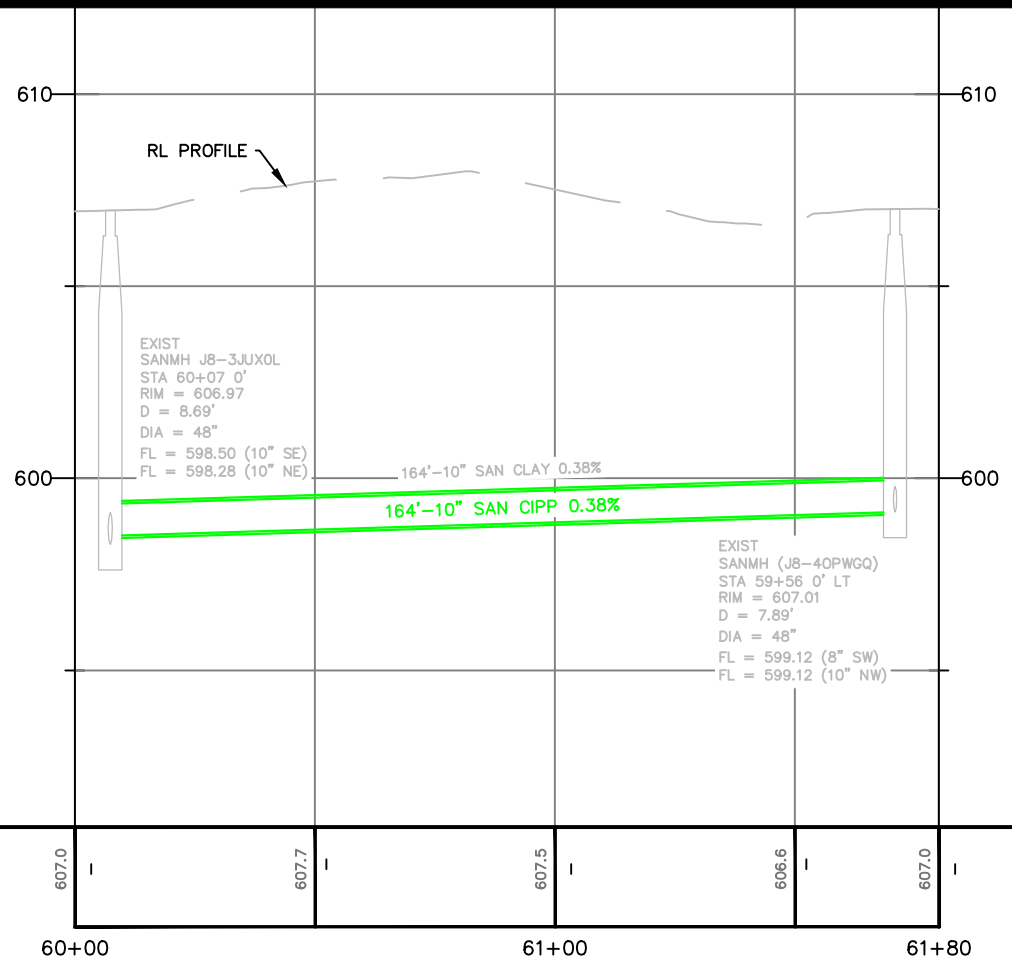 610
610
RL PROFILE
EXIST
SANMH J8-3JUX0L
STA 60+07 0'
RIM = 606.97
D = 8.69'
DIA = 48"
FL = 598.50 (10" SE)
FL = 598.28 (10" NE)
600
600
164'-10" SAN CLAY 0.38%
164'-10" SAN CIPP 0.38%
EXIST
SANMH (J8-40PWGQ)
STA 59+56 0' LT
RIM = 607.01
D = 7.89'
DIA = 48"
FL = 599.12 (8" SW)
FL = 599.12 (10" NW)
607.0
-
607.7
-
607.5
-
606.6
-
607.0
-
60+00
61+00
61+80